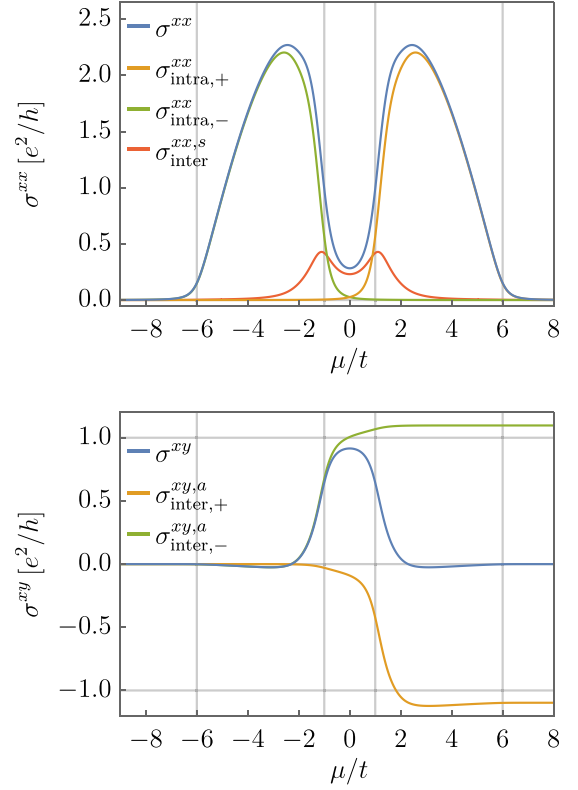 2.5
2.0
1.5
1.0
0.5
0.0
σ^{xx} [e^2/h]
σ^{xx}
σ^{xx}_{intra,+}
σ^{xx}_{intra,−}
σ^{xx,s}_{inter}
−8 −6 −4 −2 0 2 4 6 8
μ/t
1.0
0.5
0.0
−0.5
−1.0
σ^{xy} [e^2/h]
σ^{xy}
σ^{xy,a}_{inter,+}
σ^{xy,a}_{inter,−}
−8 −6 −4 −2 0 2 4 6 8
μ/t